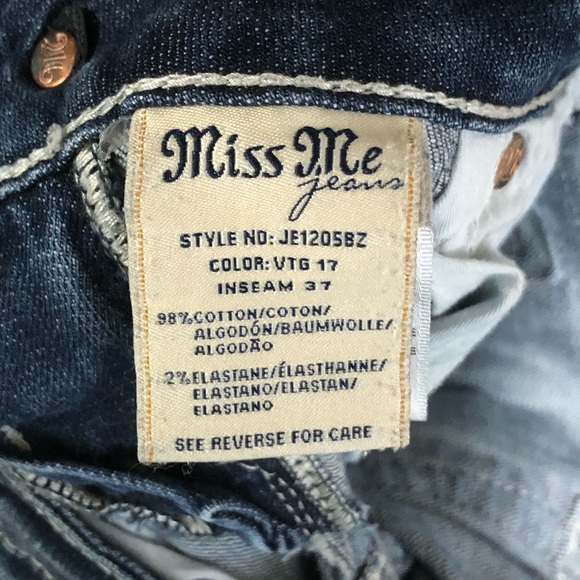 Miss Me
jeans
STYLE NO: JE1205BZ
COLOR: VTG 17
INSEAM 37
98%COTTON/COTON/
ALGODÓN/BAUMWOLLE/
ALGODÃO
2%ELASTANE/ÉLASTHANNE/
ELASTANO/ELASTAN/
ELASTANO
SEE REVERSE FOR CARE